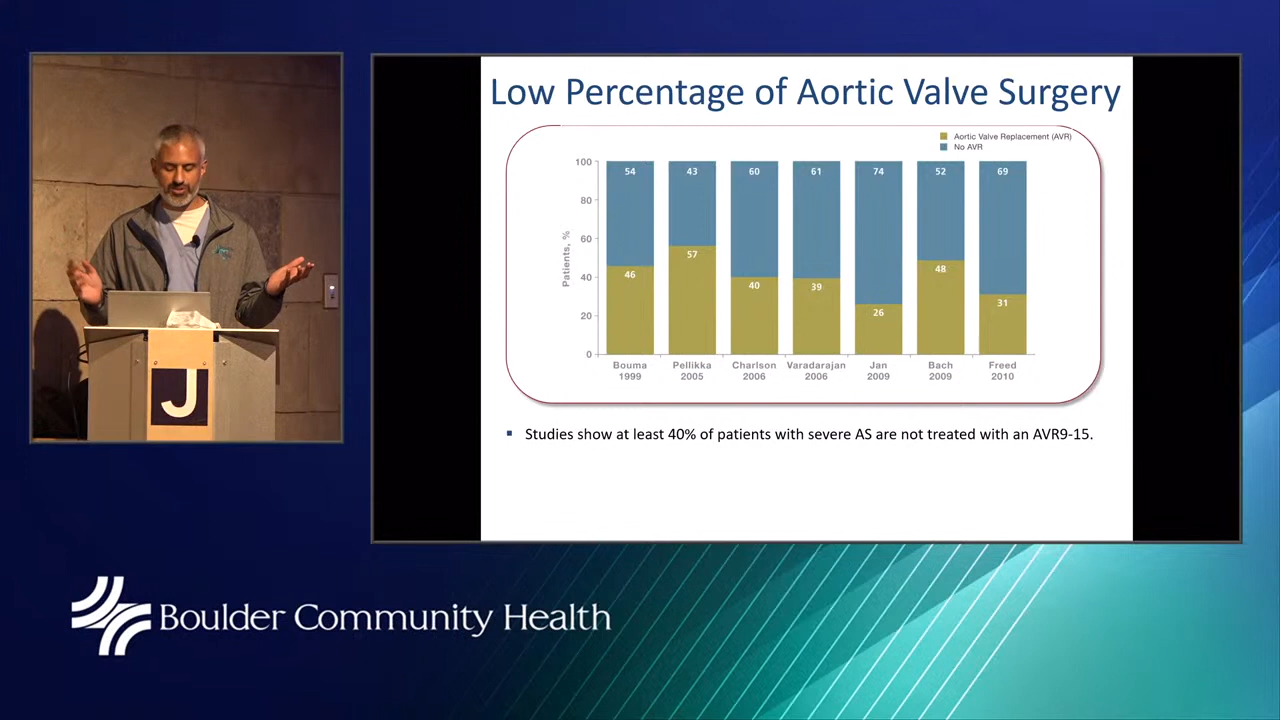 Low Percentage of Aortic Valve Surgery
Aortic Valve Replacement (AVR)
No AVR
Patients, %
100
80
60
40
20
0
54
43
60
61
74
52
69
46
57
40
39
26
48
31
Bouma
1999
Pellikka
2005
Charlson
2006
Varadarajan
2006
Jan
2009
Bach
2009
Freed
2010
Studies show at least 40% of patients with severe AS are not treated with an AVR9-15.
J
Boulder Community Health